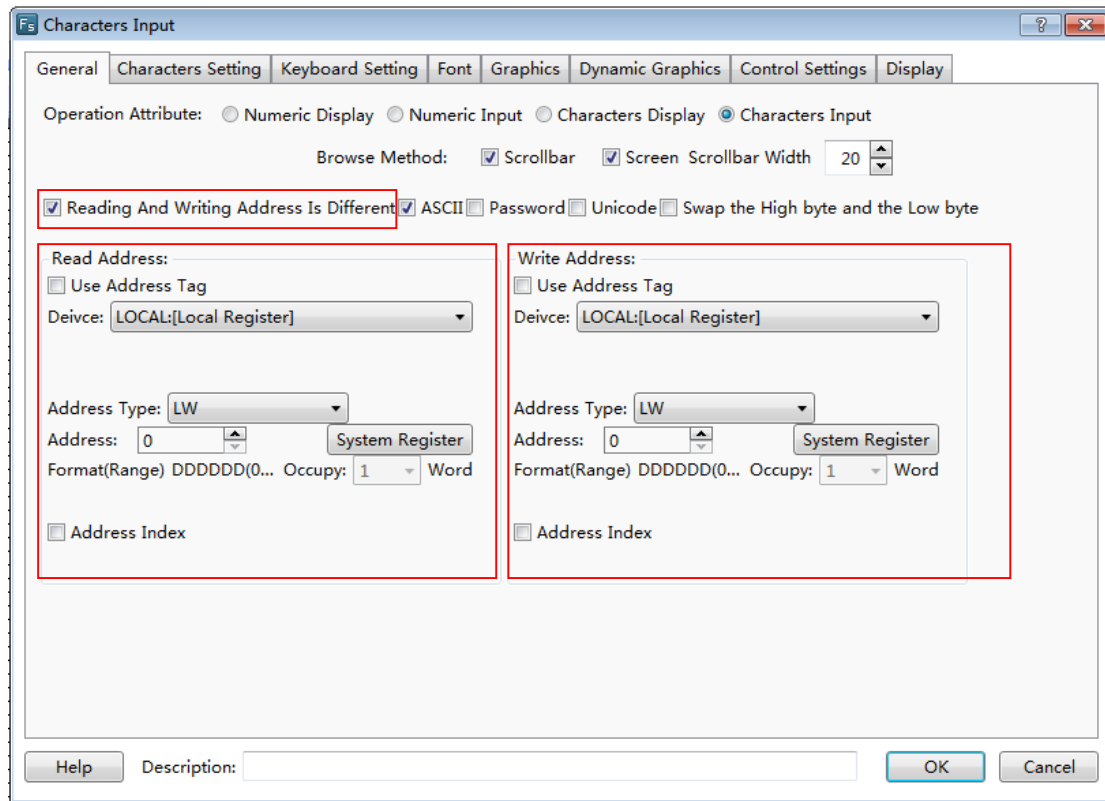 Fs Characters Input
General Characters Setting Keyboard Setting Font Graphics Dynamic Graphics Control Settings Display
Operation Attribute: Numeric Display Numeric Input Characters Display Characters Input
Browse Method: Scrollbar Screen Scrollbar Width 20
Reading And Writing Address Is Different ASCII Password Unicode Swap the High byte and the Low byte
Read Address:
Use Address Tag
Deivce: LOCAL:[Local Register]
Address Type: LW
Address: 0 System Register
Format(Range) DDDDDD(0... Occupy: 1 Word
Address Index
Write Address:
Use Address Tag
Deivce: LOCAL:[Local Register]
Address Type: LW
Address: 0 System Register
Format(Range) DDDDDD(0... Occupy: 1 Word
Address Index
Help Description: OK Cancel